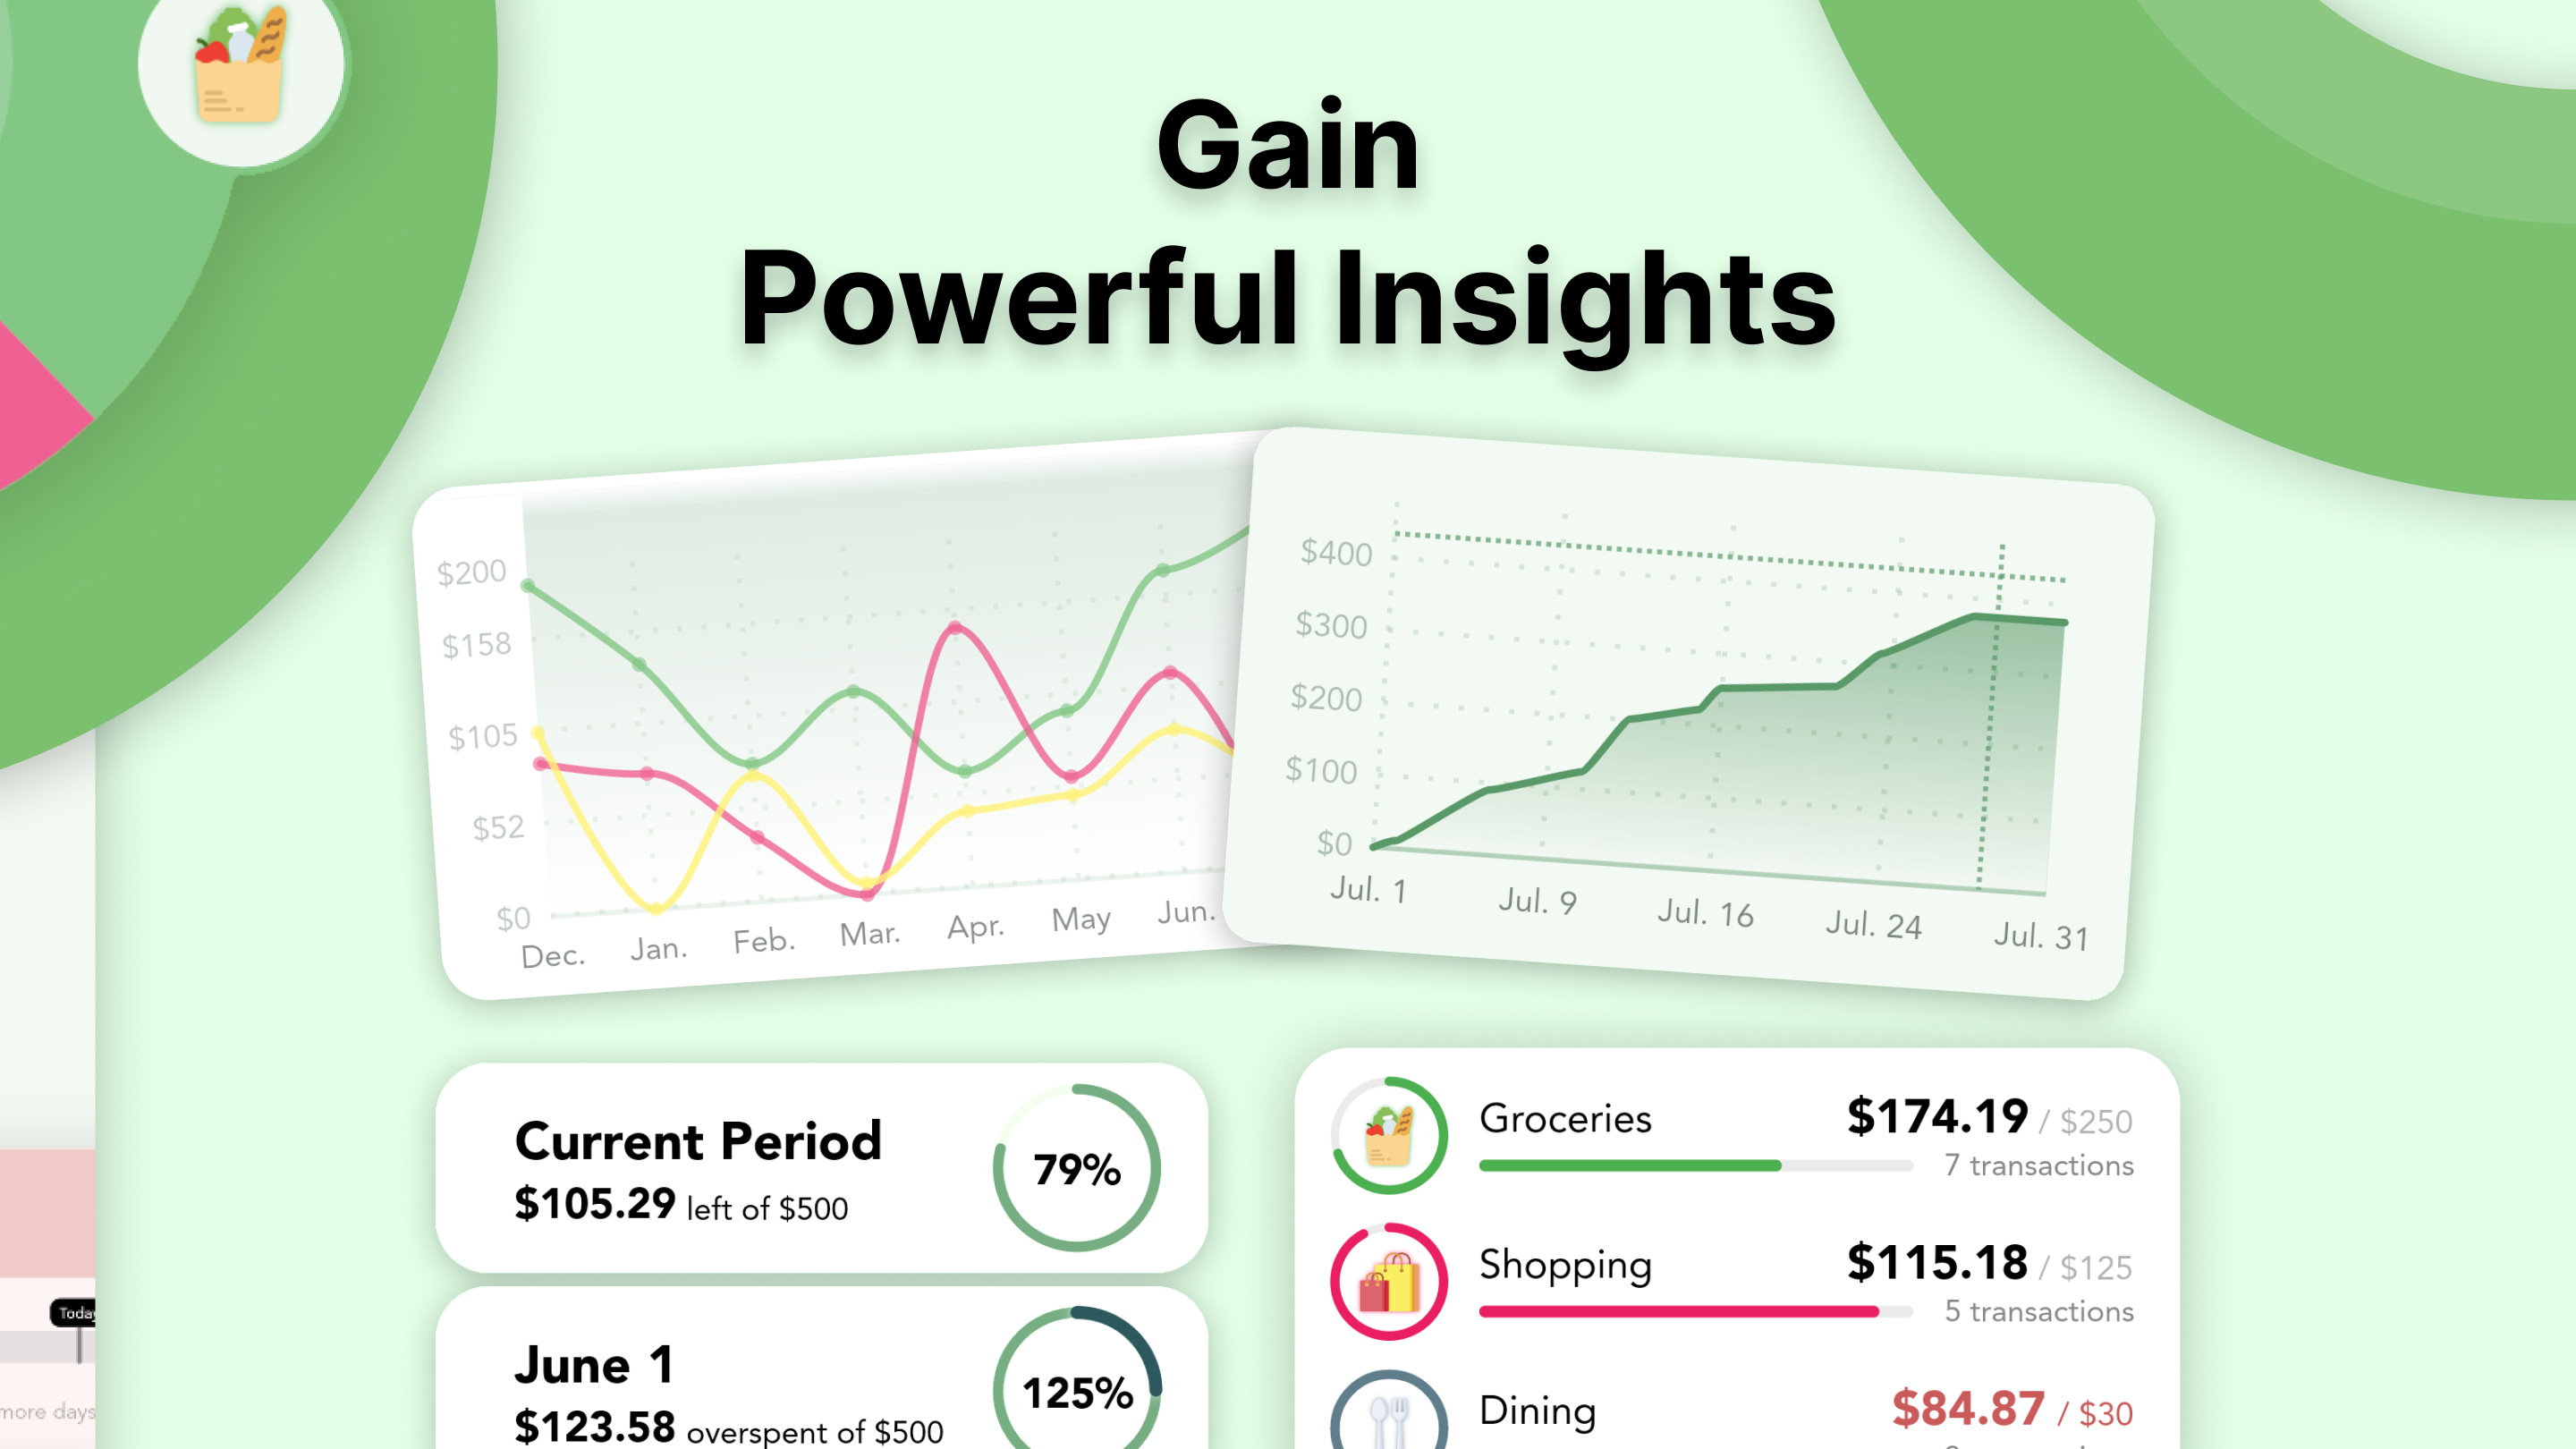 Gain
Powerful Insights
$200
$158
$105
$52
$0
Dec. Jan. Feb. Mar. Apr. May Jun.
$400
$300
$200
$100
$0
Jul. 1 Jul. 9 Jul. 16 Jul. 24 Jul. 31
Current Period
$105.29 left of $500
79%
June 1
$123.58 overspent of $500
125%
Groceries $174.19 / $250
7 transactions
Shopping $115.18 / $125
5 transactions
Dining $84.87 / $30
Today
more days